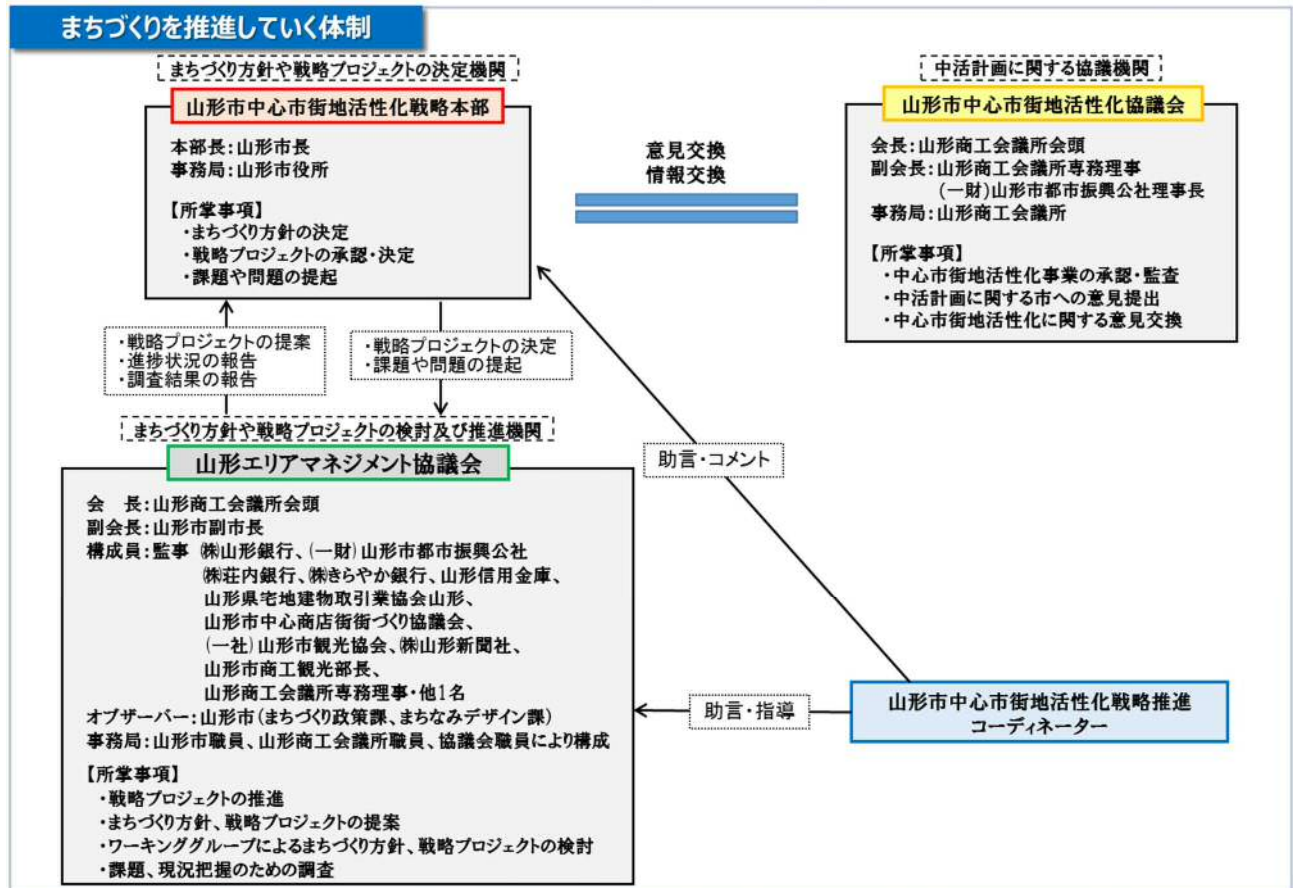 まちづくりを推進していく体制
まちづくり方針や戦略プロジェクトの決定機関
山形市中心市街地活性化戦略本部
本部長:山形市長
事務局:山形市役所
【所掌事項】
・まちづくり方針の決定
・戦略プロジェクトの承認・決定
・課題や問題の提起
意見交換
情報交換
中活計画に関する協議機関
山形市中心市街地活性化協議会
会長:山形商工会議所会頭
副会長:山形商工会議所専務理事
(一財)山形市都市振興公社理事長
事務局:山形商工会議所
【所掌事項】
・中心市街地活性化事業の承認・監査
・中活計画に関する市への意見提出
・中心市街地活性化に関する意見交換
・戦略プロジェクトの提案
・進捗状況の報告
・調査結果の報告
・戦略プロジェクトの決定
・課題や問題の提起
まちづくり方針や戦略プロジェクトの検討及び推進機関
山形エリアマネジメント協議会
会 長:山形商工会議所会頭
副会長:山形市副市長
構成員:監事 ㈱山形銀行、(一財)山形市都市振興公社
㈱荘内銀行、㈱きらやか銀行、山形信用金庫、
山形県宅地建物取引業協会山形、
山形市中心商店街街づくり協議会、
(一社)山形市観光協会、㈱山形新聞社、
山形市商工観光部長、
山形商工会議所専務理事・他1名
オブザーバー:山形市(まちづくり政策課、まちなみデザイン課)
事務局:山形市職員、山形商工会議所職員、協議会職員により構成
【所掌事項】
・戦略プロジェクトの推進
・まちづくり方針、戦略プロジェクトの提案
・ワーキンググループによるまちづくり方針、戦略プロジェクトの検討
・課題、現況把握のための調査
助言・コメント
助言・指導
山形市中心市街地活性化戦略推進
コーディネーター